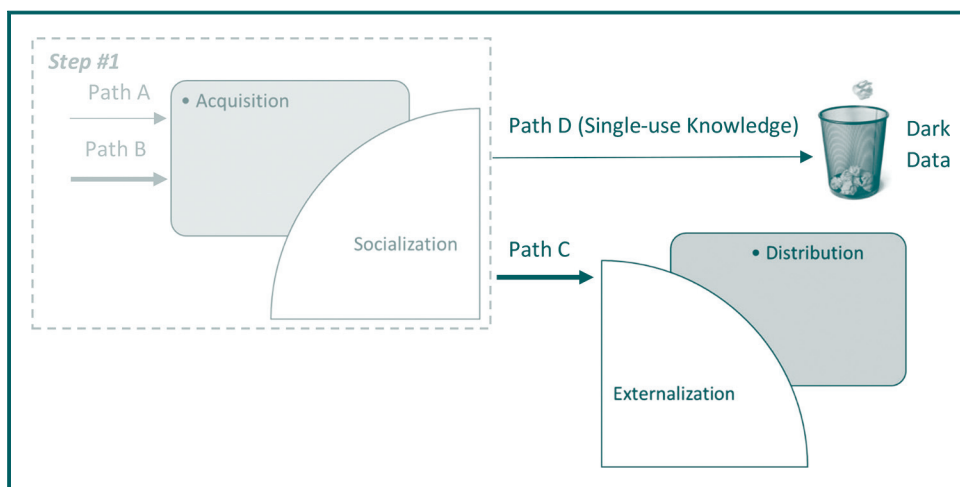 Step #1
Path A
Path B
• Acquisition
Socialization
Path D (Single-use Knowledge)
Dark
Data
Path C
• Distribution
Externalization